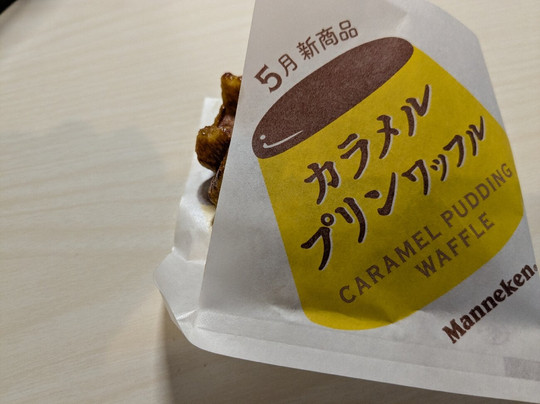 5月 新商品
カラメル
プリンワッフル
CARAMEL PUDDING
WAFFLE
Manneken.